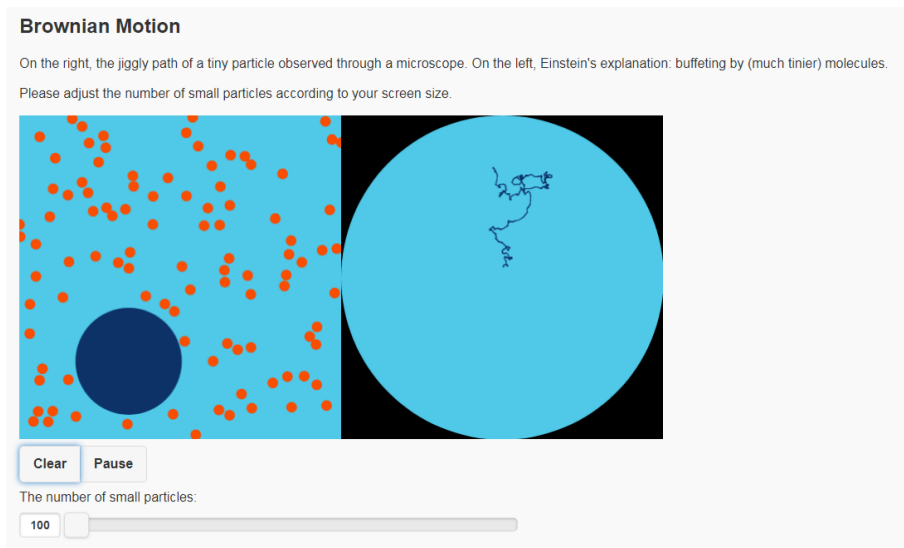 Brownian Motion
On the right, the jiggly path of a tiny particle observed through a microscope. On the left, Einstein's explanation: buffeting by (much tinier) molecules.
Please adjust the number of small particles according to your screen size.
Clear Pause
The number of small particles:
100